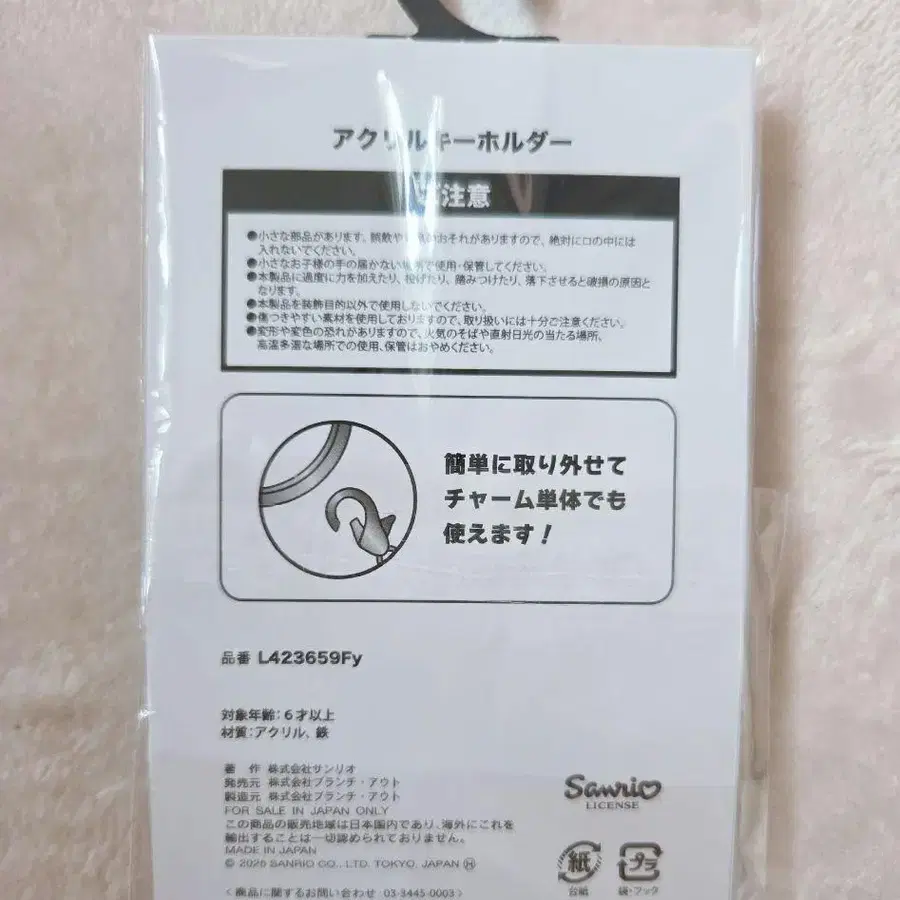 アクリルキーホルダー
ご注意
●小さな部品があります。誤飲や のおそれがありますので、絶対に口の中には
入れないでください。
●小さなお子様の手の届かない場所で使用・保管してください。
●本製品に過度に力を加えたり、投げたり、踏みつけたり、落下させると破損の原因と
なります。
●本製品を装飾目的以外で使用しないでください。
●傷つきやすい素材を使用しておりますので、取り扱いには十分ご注意ください。
●変形や変色の恐れがありますので、火気のそばや直射日光の当たる場所、
高温多湿な場所での使用、保管はおやめください。
簡単に取り外せて
チャーム単体でも
使えます!
品番 L423659Fy
対象年齢:6才以上
材質:アクリル、鉄
著 作 株式会社サンリオ
発売元 株式会社ブランチ・アウト
製造元 株式会社ブランチ・アウト
FOR SALE IN JAPAN ONLY
この商品の販売地域は日本国内であり、海外にこれを
輸出することは一切認められておりません。
MADE IN JAPAN
© 2026 SANRIO CO., LTD. TOKYO, JAPAN Ⓗ
〈商品に関するお問い合わせ 03-3445-0003〉
Sanrio
LICENSE
紙
台紙
プラ
袋・フック